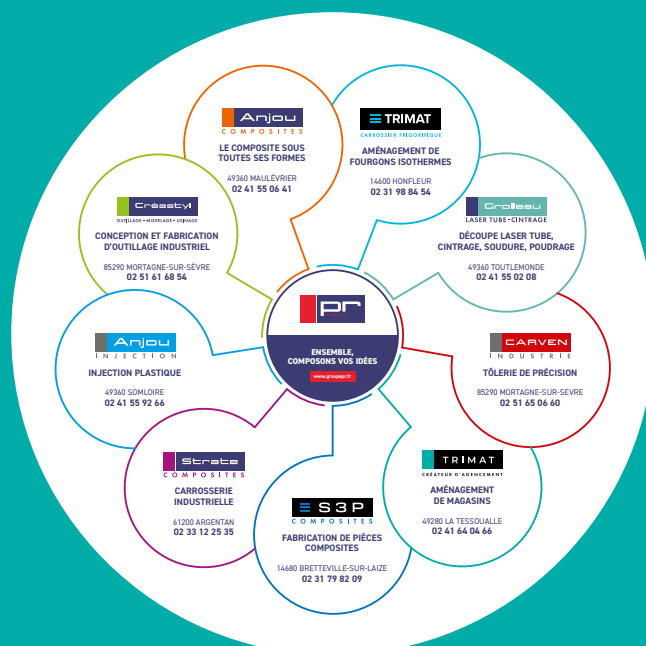 Anjou
COMPOSITES
LE COMPOSITE SOUS
TOUTES SES FORMES
49360 MAULÉVRIER
02 41 55 06 41
TRIMAT
CARROSSIER FRIGORIFIQUE
AMÉNAGEMENT DE
FOURGONS ISOTHERMES
14600 HONFLEUR
02 31 98 84 54
Créastyl
OUTILLAGE • MODELAGE • USINAGE
CONCEPTION ET FABRICATION
D'OUTILLAGE INDUSTRIEL
85290 MORTAGNE-SUR-SÈVRE
02 51 61 68 54
Grolleau
LASER TUBE•CINTRAGE
DÉCOUPE LASER TUBE,
CINTRAGE, SOUDURE, POUDRAGE
49360 TOUTLEMONDE
02 41 55 02 08
pr
ENSEMBLE,
COMPOSONS VOS IDÉES
www.groupepr.fr
Anjou
INJECTION
INJECTION PLASTIQUE
49360 SOMLOIRE
02 41 55 92 66
CARVEN
INDUSTRIE
TÔLERIE DE PRÉCISION
85290 MORTAGNE-SUR-SEVRE
02 51 65 06 60
Strate
COMPOSITES
CARROSSERIE
INDUSTRIELLE
61200 ARGENTAN
02 33 12 25 35
S3P
COMPOSITES
FABRICATION DE PIÈCES
COMPOSITES
14680 BRETTEVILLE-SUR-LAIZE
02 31 79 82 09
TRIMAT
CRÉATEUR D'AGENCEMENT
AMÉNAGEMENT
DE MAGASINS
49280 LA TESSOUALLE
02 41 64 04 66